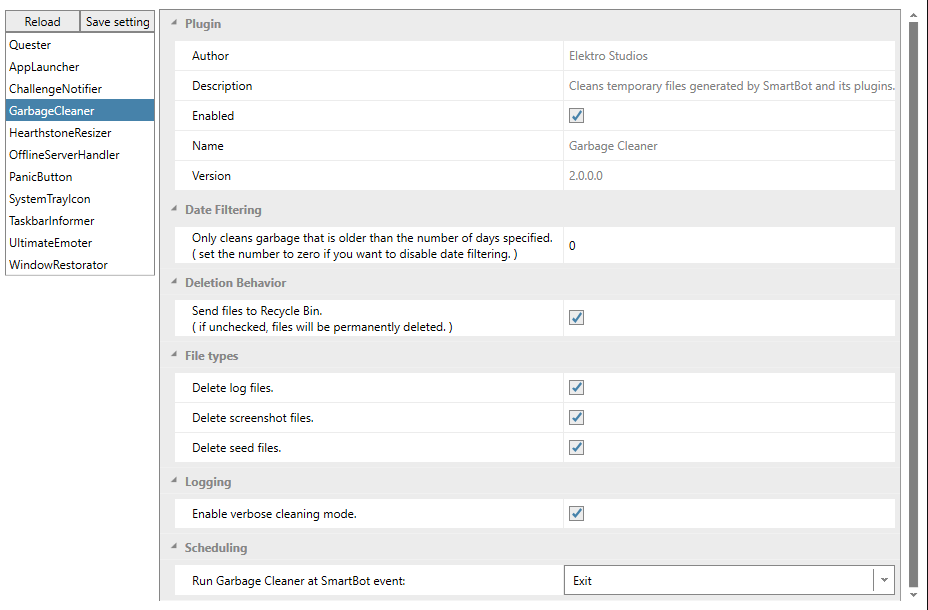 Reload
Save setting
Quester
AppLauncher
ChallengeNotifier
GarbageCleaner
HearthstoneResizer
OfflineServerHandler
PanicButton
SystemTrayIcon
TaskbarInformer
UltimateEmoter
WindowRestorator
Plugin
Author Elektro Studios
Description Cleans temporary files generated by SmartBot and its plugins.
Enabled
Name Garbage Cleaner
Version 2.0.0.0
Date Filtering
Only cleans garbage that is older than the number of days specified.
( set the number to zero if you want to disable date filtering. )
0
Deletion Behavior
Send files to Recycle Bin.
( if unchecked, files will be permanently deleted. )
File types
Delete log files.
Delete screenshot files.
Delete seed files.
Logging
Enable verbose cleaning mode.
Scheduling
Run Garbage Cleaner at SmartBot event: Exit